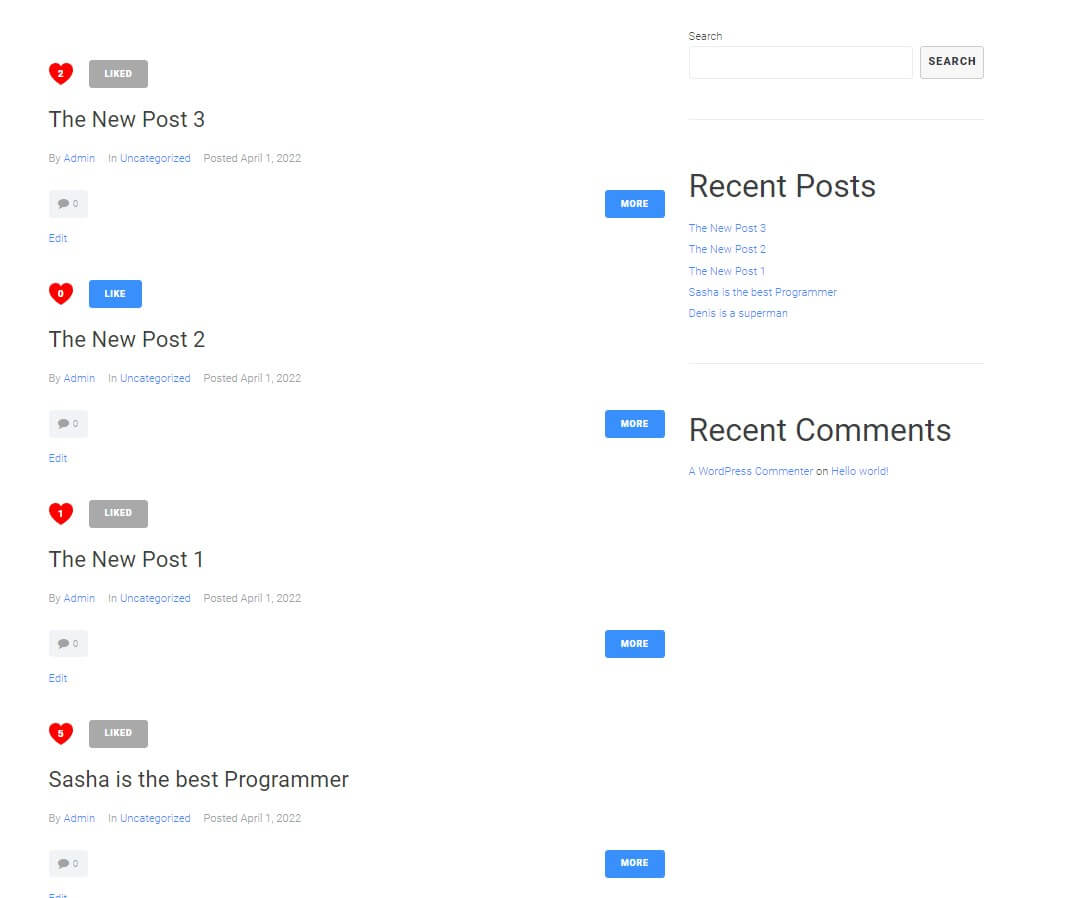 2 LIKED
The New Post 3
By Admin In Uncategorized Posted April 1, 2022
0 MORE
Edit
0 LIKE
The New Post 2
By Admin In Uncategorized Posted April 1, 2022
0 MORE
Edit
1 LIKED
The New Post 1
By Admin In Uncategorized Posted April 1, 2022
0 MORE
Edit
5 LIKED
Sasha is the best Programmer
By Admin In Uncategorized Posted April 1, 2022
0 MORE
Edit
Search
SEARCH
Recent Posts
The New Post 3
The New Post 2
The New Post 1
Sasha is the best Programmer
Denis is a superman
Recent Comments
A WordPress Commenter on Hello world!